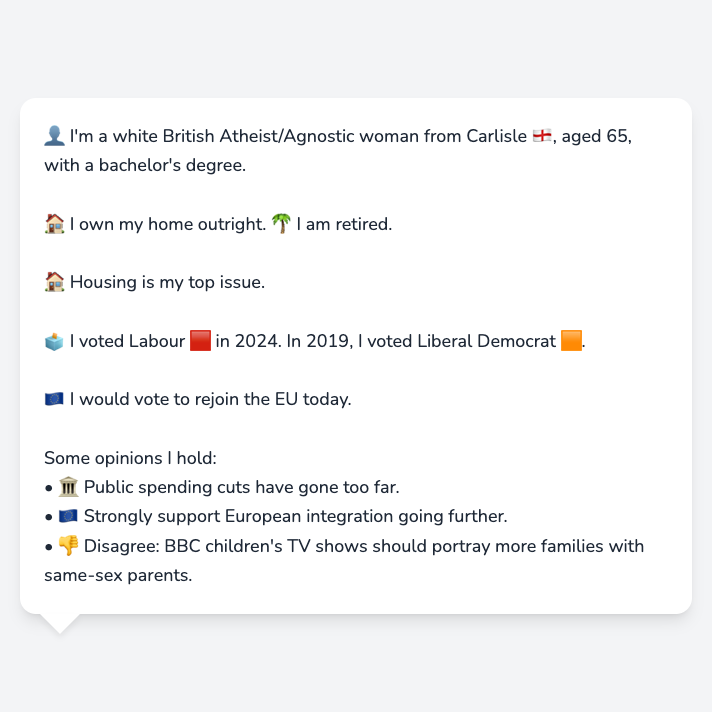 👤 I'm a white British Atheist/Agnostic woman from Carlisle 🏴󠁧󠁢󠁥󠁮󠁧󠁿, aged 65,
with a bachelor's degree.
🏠 I own my home outright. 🌴 I am retired.
🏠 Housing is my top issue.
🗳️ I voted Labour 🟥 in 2024. In 2019, I voted Liberal Democrat 🟧.
🇪🇺 I would vote to rejoin the EU today.
Some opinions I hold:
• 🏛️ Public spending cuts have gone too far.
• 🇪🇺 Strongly support European integration going further.
• 👎 Disagree: BBC children's TV shows should portray more families with
same-sex parents.